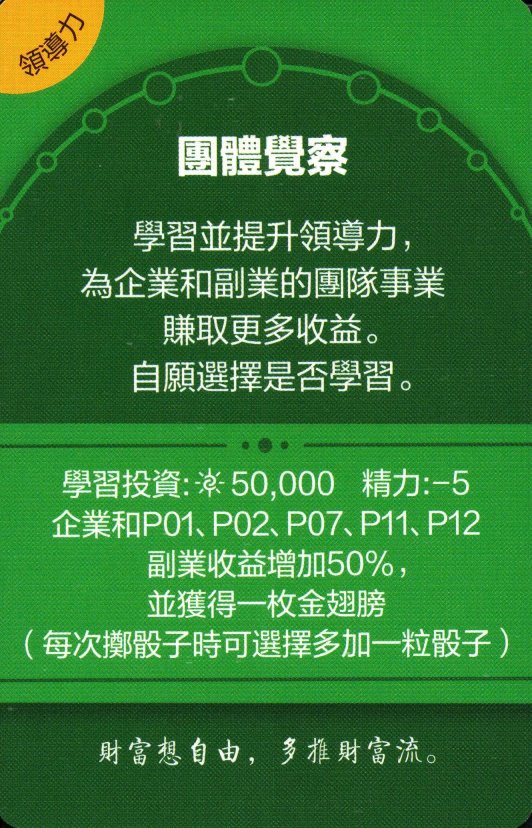 領導力
團體覺察
學習並提升領導力，
為企業和副業的團隊事業
賺取更多收益。
自願選擇是否學習。
學習投資: 50,000 精力:−5
企業和P01、P02、P07、P11、P12
副業收益增加50%，
並獲得一枚金翅膀
（每次擲骰子時可選擇多加一粒骰子）
財富想自由，多推財富流。